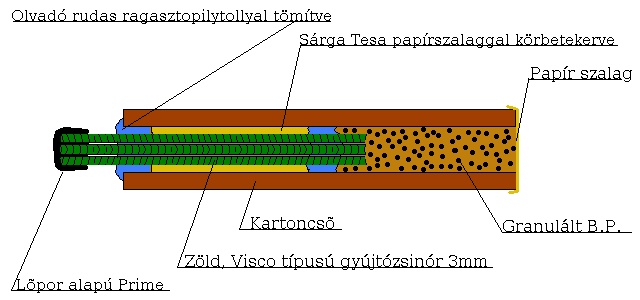 Olvadó rudas ragasztopilytollyal tömítve
Sárga Tesa papírszalaggal körbetekerve
Papír szalag
Kartoncsõ
Granulált B.P.
Zöld, Visco típusú gyújtózsinór 3mm
Lõpor alapú Prime